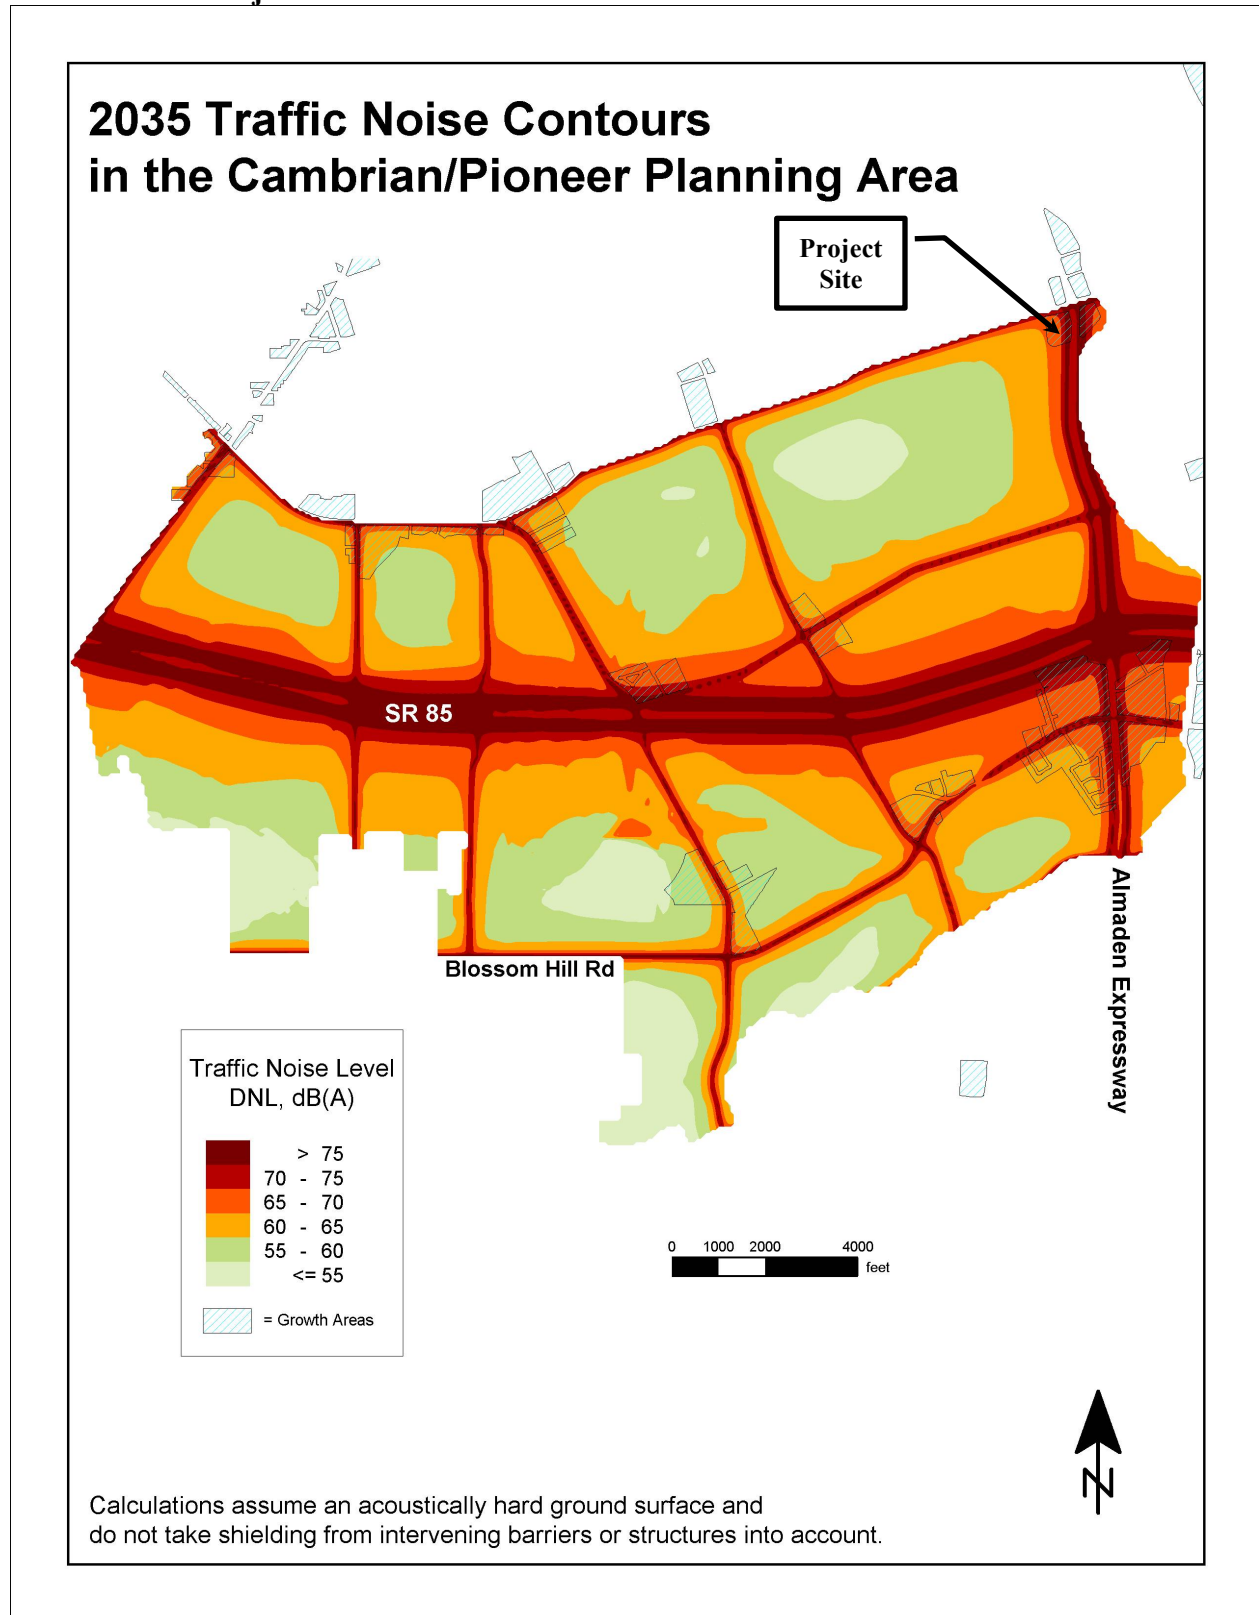 2035 Traffic Noise Contours
in the Cambrian/Pioneer Planning Area
Project
Site
SR 85
Blossom Hill Rd
Almaden Expressway
Traffic Noise Level
DNL, dB(A)
> 75
70 - 75
65 - 70
60 - 65
55 - 60
<= 55
= Growth Areas
0 1000 2000 4000
feet
N
Calculations assume an acoustically hard ground surface and
do not take shielding from intervening barriers or structures into account.